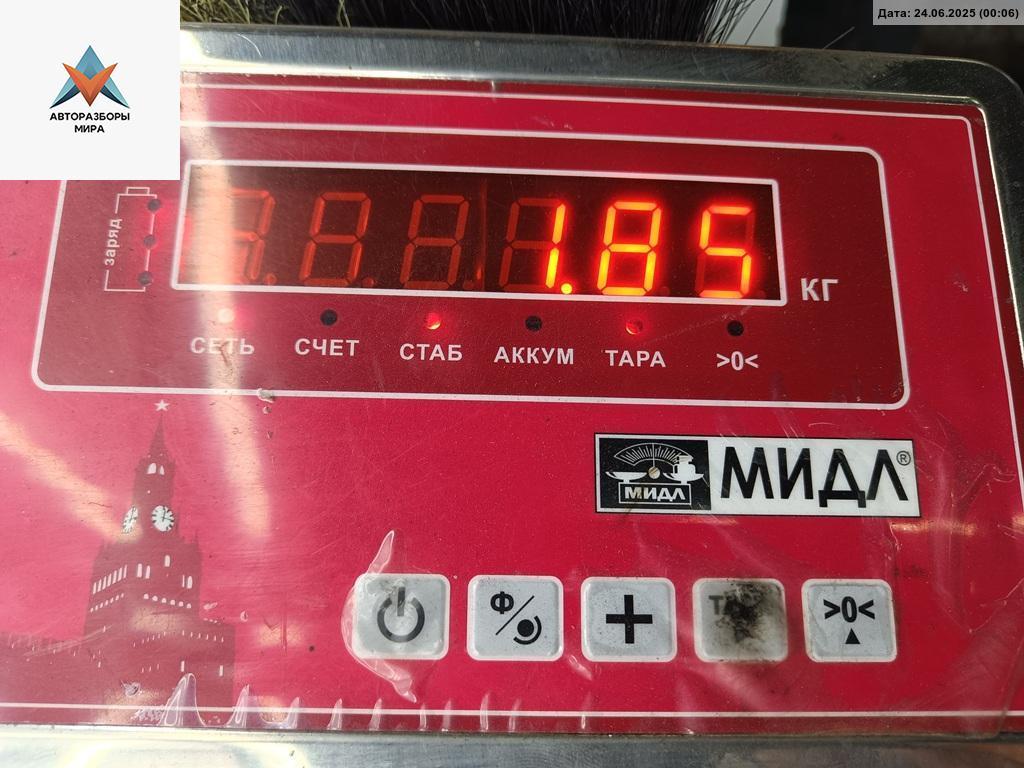 Дата: 24.06.2025 (00:06)
АВТОРАЗБОРЫ
МИРА
заряд
1.85
КГ
СЕТЬ СЧЕТ СТАБ АККУМ ТАРА >0<
МИДЛ МИДЛ®
Ф >0<